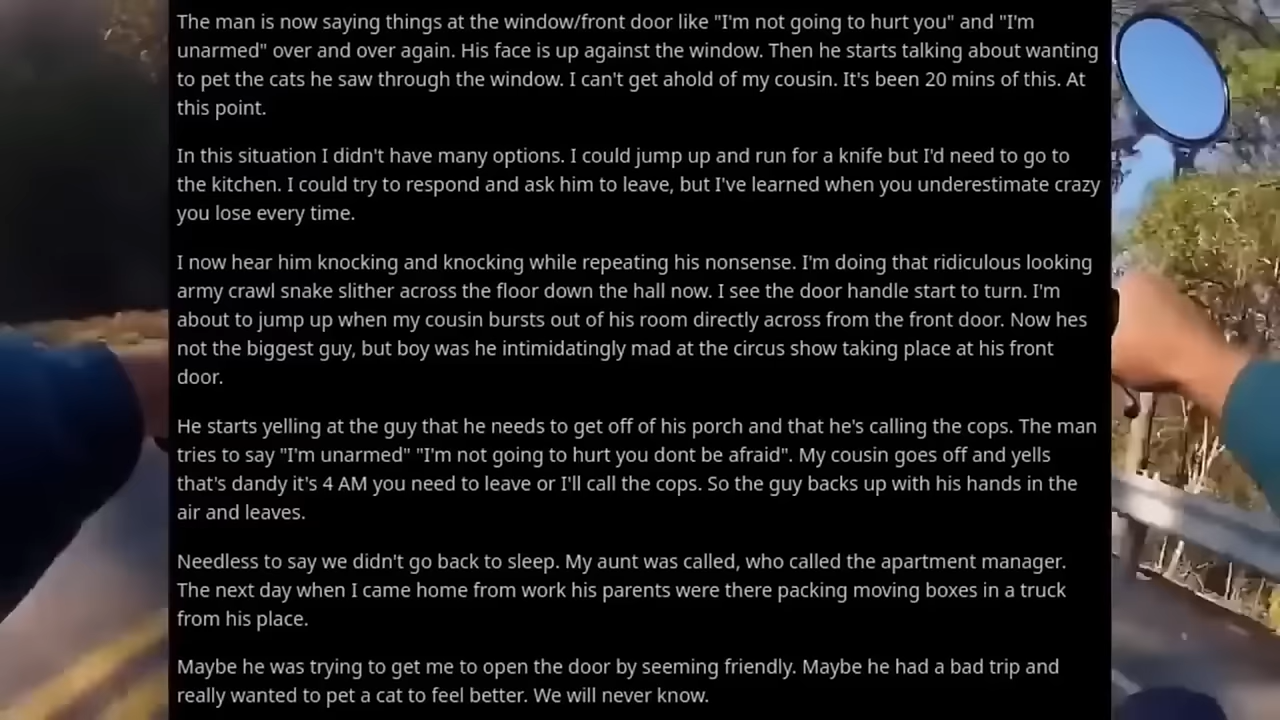 The man is now saying things at the window/front door like "I'm not going to hurt you" and "I'm
unarmed" over and over again. His face is up against the window. Then he starts talking about wanting
to pet the cats he saw through the window. I can't get ahold of my cousin. It's been 20 mins of this. At
this point.
In this situation I didn't have many options. I could jump up and run for a knife but I'd need to go to
the kitchen. I could try to respond and ask him to leave, but I've learned when you underestimate crazy
you lose every time.
I now hear him knocking and knocking while repeating his nonsense. I'm doing that ridiculous looking
army crawl snake slither across the floor down the hall now. I see the door handle start to turn. I'm
about to jump up when my cousin bursts out of his room directly across from the front door. Now hes
not the biggest guy, but boy was he intimidatingly mad at the circus show taking place at his front
door.
He starts yelling at the guy that he needs to get off of his porch and that he's calling the cops. The man
tries to say "I'm unarmed" "I'm not going to hurt you dont be afraid". My cousin goes off and yells
that's dandy it's 4 AM you need to leave or I'll call the cops. So the guy backs up with his hands in the
air and leaves.
Needless to say we didn't go back to sleep. My aunt was called, who called the apartment manager.
The next day when I came home from work his parents were there packing moving boxes in a truck
from his place.
Maybe he was trying to get me to open the door by seeming friendly. Maybe he had a bad trip and
really wanted to pet a cat to feel better. We will never know.